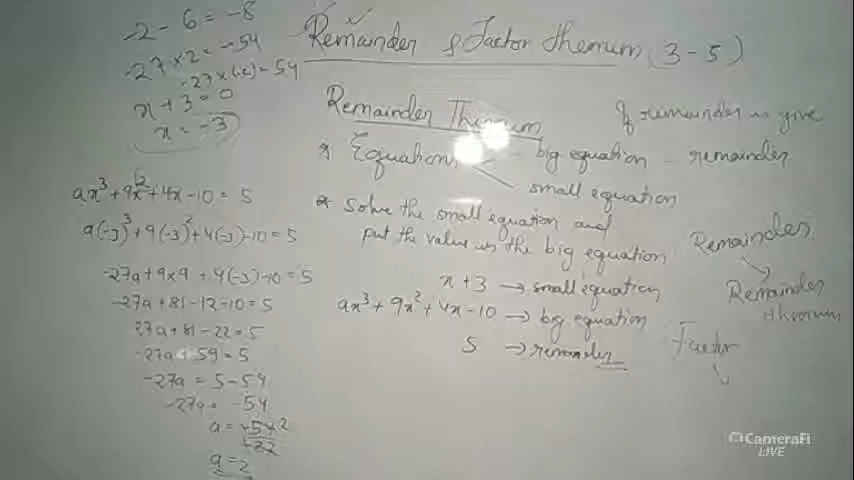 -2 - 6 = -8
-27 × 2 = -54
-27 × (-2) = 54
x + 3 = 0
x = -3
Remainder & Factor themum (3 - 5)
Remainder Themum
If remainder is give
* Equation - big equation - remainder
small equation
* Solve the small equation and
put the value in the big equation
x + 3 → small equation
ax³ + 9x² + 4x - 10 → big equation
5 → remainder
Remainder
Remainder
themum
Factor
ax³ + 9x² + 4x - 10 = 5
a(-3)³ + 9(-3)² + 4(-3) - 10 = 5
-27a + 9 × 9 + 4(-3) - 10 = 5
-27a + 81 - 12 - 10 = 5
27a + 81 - 22 = 5
-27a + 59 = 5
-27a = 5 - 59
-27a = -54
a = 2
CameraFi
LIVE